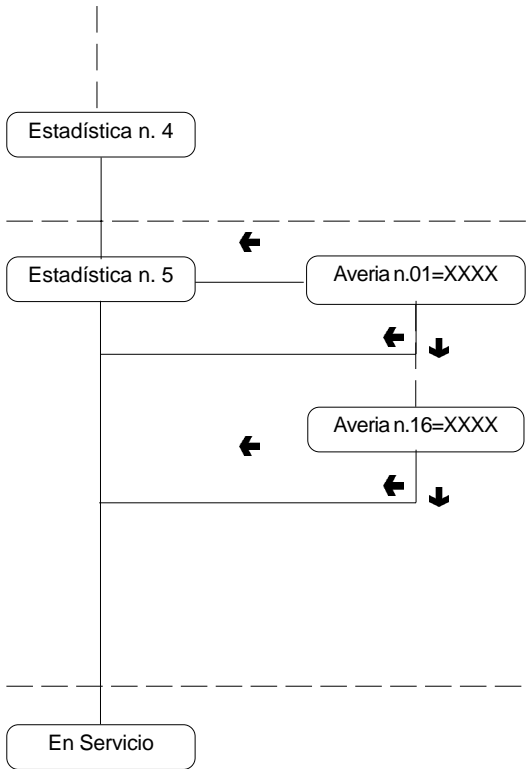 Estadística n. 4
Estadística n. 5
Averia n.01=XXXX
Averia n.16=XXXX
En Servicio